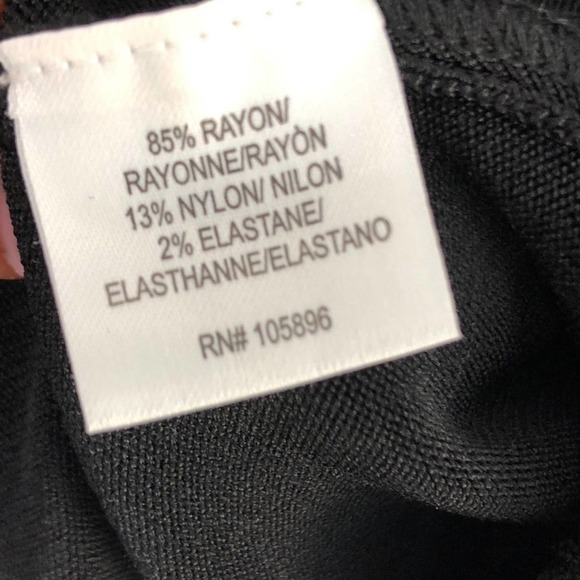 85% RAYON/
RAYONNE/RAYÒN
13% NYLON/ NILON
2% ELASTANE/
ELASTHANNE/ELASTANO
RN# 105896